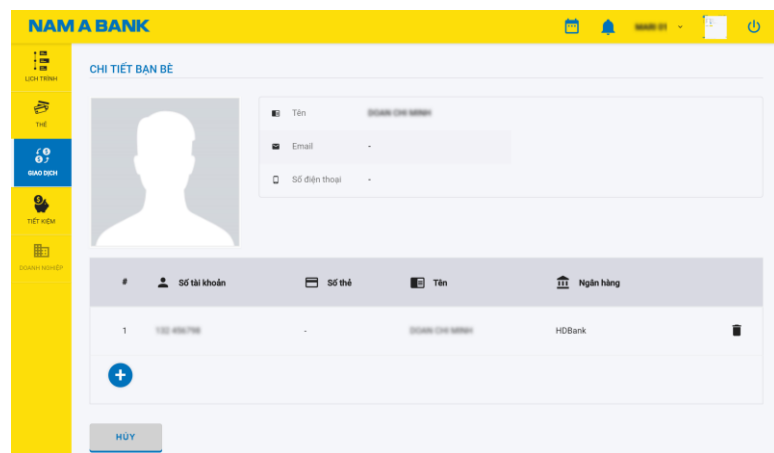 NAM A BANK
LỊCH TRÌNH
THẺ
GIAO DỊCH
TIẾT KIỆM
DOANH NGHIỆP
CHI TIẾT BẠN BÈ
Tên
Email -
Số điện thoại -
# Số tài khoản Số thẻ Tên Ngân hàng
1 - HDBank
HỦY